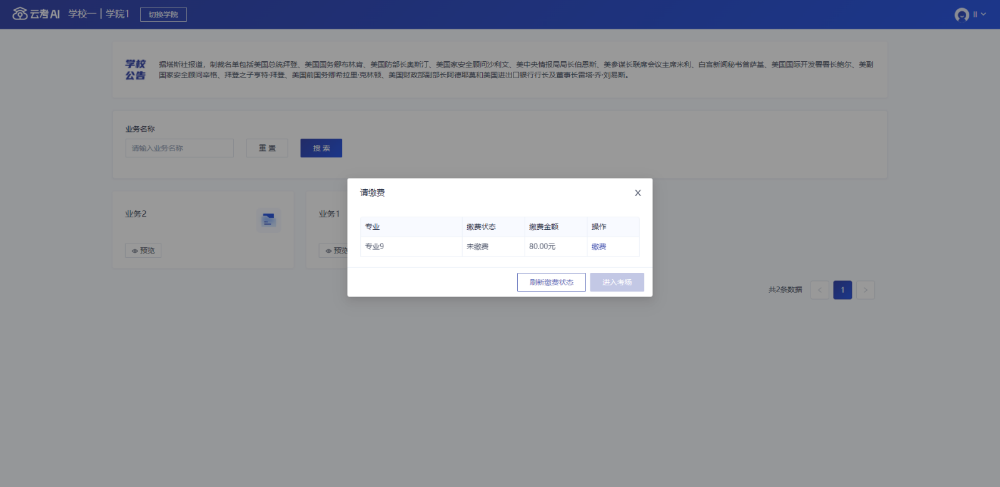 云考AI 学校一 学院1 切换学院 II
学校
公告
据塔斯社报道，制裁名单包括美国总统拜登、美国国务卿布林肯、美国防部长奥斯汀、美国家安全顾问沙利文、美中央情报局局长伯恩斯、美参谋长联席会议主席米利、白宫新闻秘书普萨基、美国国际开发署署长鲍尔、美副
国家安全顾问辛格、拜登之子亨特·拜登、美国前国务卿希拉里·克林顿、美国财政部副部长阿德耶莫和美国进出口银行行长及董事长雷塔·乔·刘易斯。
业务名称
请输入业务名称 重置 搜索
请缴费 X
专业 缴费状态 缴费金额 操作
专业9 未缴费 80.00元 缴费
刷新缴费状态 进入考场
业务2 业务1
预览 预览
共2条数据 < 1 >